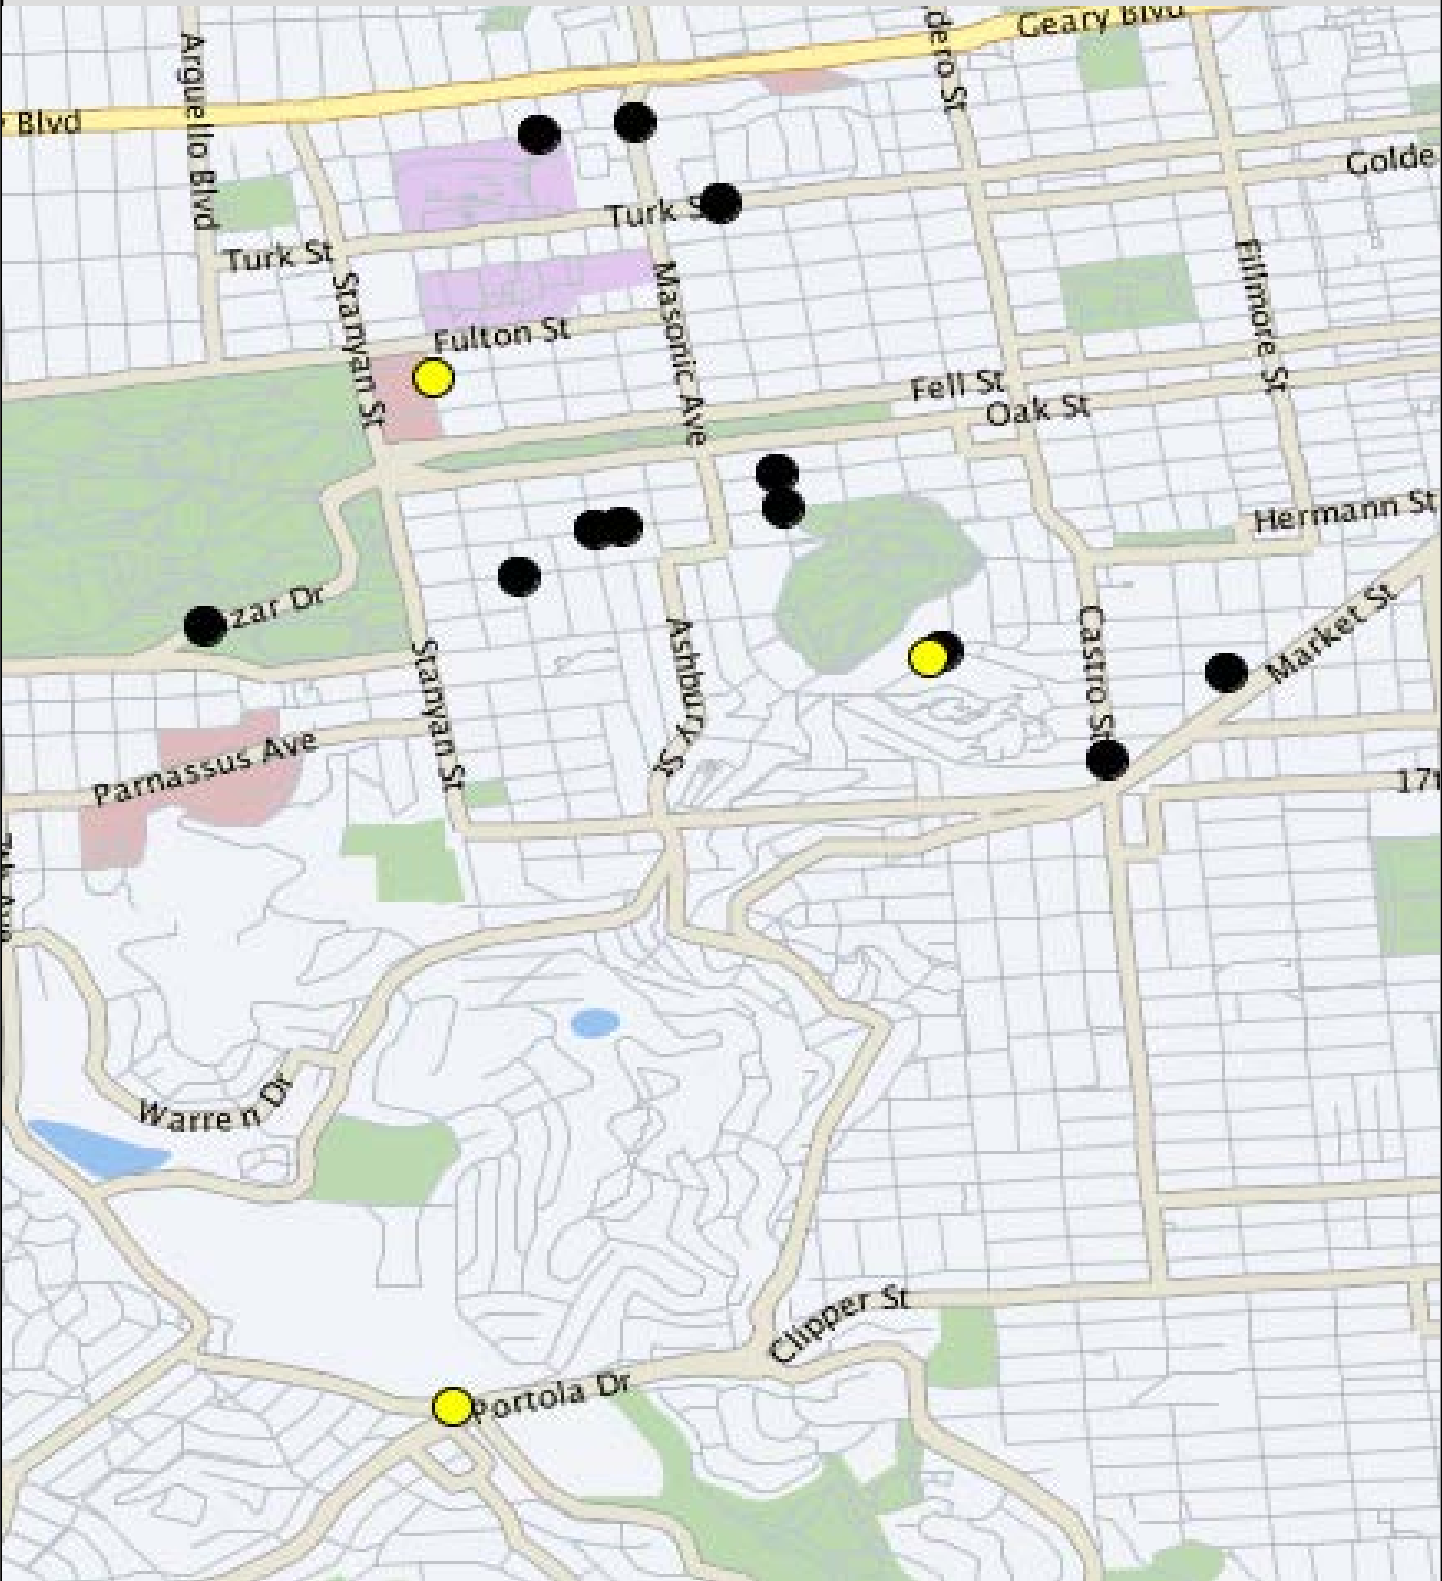 Geary Blvd
dero St
Arguello Blvd
Blvd
Golde
Turk S
Turk St
Fillmore St
Stanyan St
Masonic Ave
Fulton St
Fell St
Oak St
Hermann St
zar Dr
Market St
Castro St
Ashbury St
Stanyan St
Parnassus Ave
17t
Warren Dr
Clipper St
Portola Dr